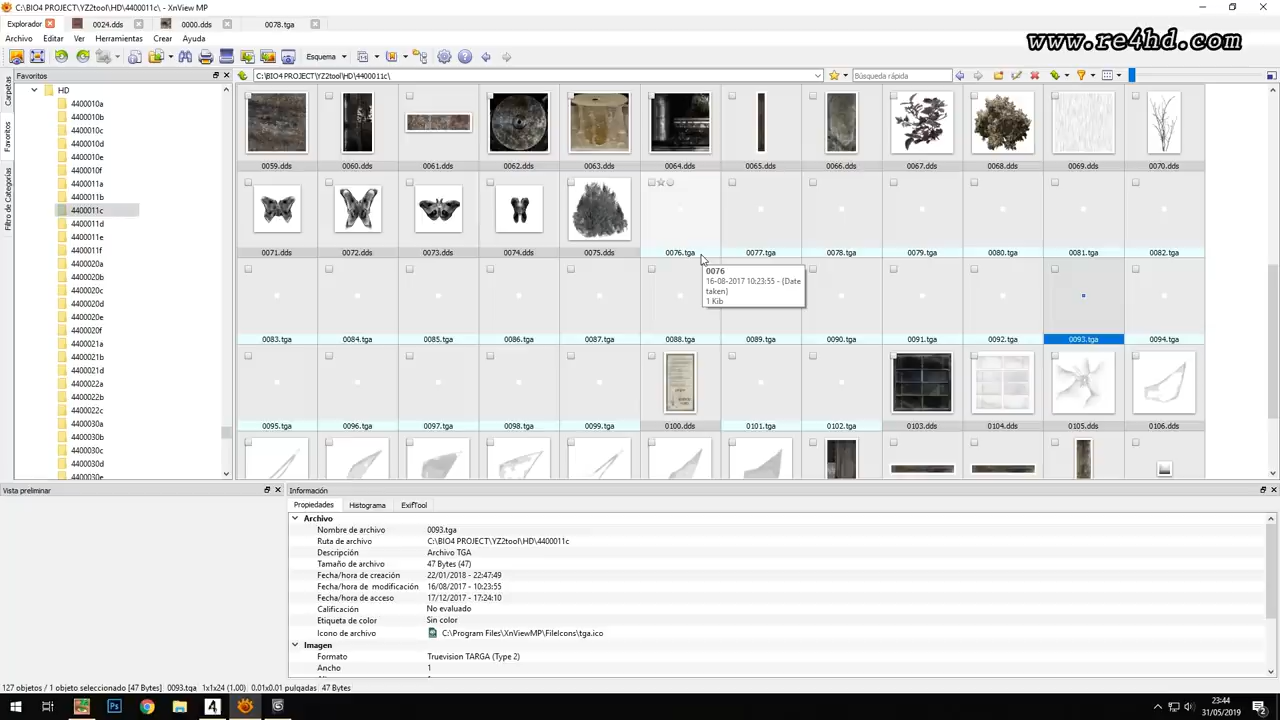 C:\BIO4 PROJECT\YZ2tool\HD\4400011c\ - XnView MP
Explorador 0024.dds 0000.dds 0078.tga
Archivo Editar Ver Herramientas Crear Ayuda
www.re4hd.com
Esquema
Favoritos
C:\BIO4 PROJECT\YZ2tool\HD\4400011c\
Búsqueda rápida
Carpetas
Favoritos
Filtro de Categorías
HD
4400010a
4400010b
4400010c
4400010d
4400010e
4400010f
4400011a
4400011b
4400011c
4400011d
4400011e
4400011f
4400020a
4400020b
4400020c
4400020d
4400020e
4400020f
4400021a
4400021b
4400021d
4400022a
4400022b
4400022c
4400030a
4400030b
4400030c
4400030d
4400030e
0059.dds 0060.dds 0061.dds 0062.dds 0063.dds 0064.dds 0065.dds 0066.dds 0067.dds 0068.dds 0069.dds 0070.dds
0071.dds 0072.dds 0073.dds 0074.dds 0075.dds 0076.tga 0077.tga 0078.tga 0079.tga 0080.tga 0081.tga 0082.tga
0076
16-08-2017 10:23:55 - {Date
taken}
1 Kib
0083.tga 0084.tga 0085.tga 0086.tga 0087.tga 0088.tga 0089.tga 0090.tga 0091.tga 0092.tga 0093.tga 0094.tga
0095.tga 0096.tga 0097.tga 0098.tga 0099.tga 0100.dds 0101.tga 0102.tga 0103.dds 0104.dds 0105.dds 0106.dds
Vista preliminar
Información
Propiedades Histograma ExifTool
Archivo
Nombre de archivo 0093.tga
Ruta de archivo C:\BIO4 PROJECT\YZ2tool\HD\4400011c
Descripción Archivo TGA
Tamaño de archivo 47 Bytes (47)
Fecha/hora de creación 22/01/2018 - 22:47:49
Fecha/hora de modificación 16/08/2017 - 10:23:55
Fecha/hora de acceso 17/12/2017 - 17:24:10
Calificación No evaluado
Etiqueta de color Sin color
Icono de archivo C:\Program Files\XnViewMP\FileIcons\tga.ico
Imagen
Formato Truevision TARGA (Type 2)
Ancho 1
127 objetos / 1 objeto seleccionado [47 Bytes] 0093.tga 1x1x24 (1,00) 0.01x0.01 pulgadas 47 Bytes
23:44
31/05/2019